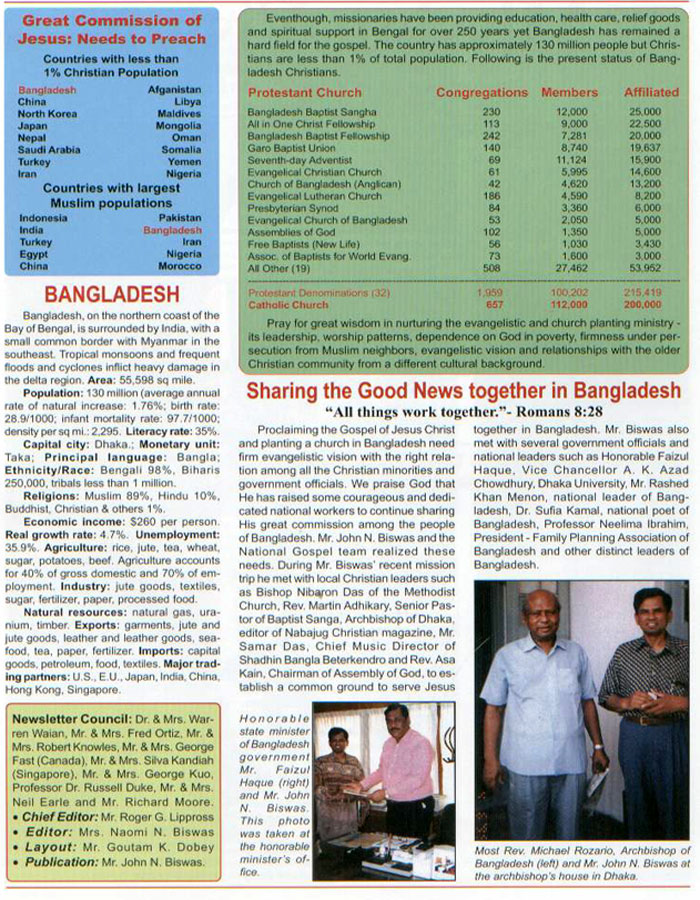 Great Commission of
Jesus: Needs to Preach
Countries with less than
1% Christian Population
Bangladesh Afganistan
China Libya
North Korea Maldives
Japan Mongolia
Nepal Oman
Saudi Arabia Somalia
Turkey Yemen
Iran Nigeria
Countries with largest
Muslim populations
Indonesia Pakistan
India Bangladesh
Turkey Iran
Egypt Nigeria
China Morocco
BANGLADESH
Bangladesh, on the northern coast of the
Bay of Bengal, is surrounded by India, with a
small common border with Myanmar in the
southeast. Tropical monsoons and frequent
floods and cyclones inflict heavy damage in
the delta region. Area: 55,598 sq mile.
Population: 130 million (average annual
rate of natural increase: 1.76%; birth rate:
28.9/1000; infant mortality rate: 97.7/1000;
density per sq mi.: 2,295. Literacy rate: 35%.
Capital city: Dhaka.; Monetary unit:
Taka; Principal language: Bangla;
Ethnicity/Race: Bengali 98%, Biharis
250,000, tribals less than 1 million.
Religions: Muslim 89%, Hindu 10%,
Buddhist, Christian & others 1%.
Economic income: $260 per person.
Real growth rate: 4.7%. Unemployment:
35.9%. Agriculture: rice, jute, tea, wheat,
sugar, potatoes, beef. Agriculture accounts
for 40% of gross domestic and 70% of em-
ployment. Industry: jute goods, textiles,
sugar, fertilizer, paper, processed food.
Natural resources: natural gas, ura-
nium, timber. Exports: garments, jute and
jute goods, leather and leather goods, sea-
food, tea, paper, fertilizer. Imports: capital
goods, petroleum, food, textiles. Major trad-
ing partners: U.S., E.U., Japan, India, China,
Hong Kong, Singapore.
Newsletter Council: Dr. & Mrs. War-
ren Waian, Mr. & Mrs. Fred Ortiz, Mr. &
Mrs. Robert Knowles, Mr. & Mrs. George
Fast (Canada), Mr. & Mrs. Silva Kandiah
(Singapore), Mr. & Mrs. George Kuo,
Professor Dr. Russell Duke, Mr. & Mrs.
Neil Earle and Mr. Richard Moore.
• Chief Editor: Mr. Roger G. Lippross
• Editor: Mrs. Naomi N. Biswas
• Layout: Mr. Goutam K. Dobey
• Publication: Mr. John N. Biswas.
Eventhough, missionaries have been providing education, health care, relief goods
and spiritual support in Bengal for over 250 years yet Bangladesh has remained a
hard field for the gospel. The country has approximately 130 million people but Chris-
tians are less than 1% of total population. Following is the present status of Bang-
ladesh Christians.
Protestant Church Congregations Members Affiliated
Bangladesh Baptist Sangha 230 12,000 25,000
All in One Christ Fellowship 113 9,000 22,500
Bangladesh Baptist Fellowship 242 7,281 20,000
Garo Baptist Union 140 8,740 19,637
Seventh-day Adventist 69 11,124 15,900
Evangelical Christian Church 61 5,995 14,600
Church of Bangladesh (Anglican) 42 4,620 13,200
Evangelical Lutheran Church 186 4,590 8,200
Presbyterian Synod 84 3,360 6,000
Evangelical Church of Bangladesh 53 2,050 5,000
Assemblies of God 102 1,350 5,000
Free Baptists (New Life) 56 1,030 3,430
Assoc. of Baptists for World Evang. 73 1,600 3,000
All Other (19) 508 27,462 53,952
Protestant Denominations (32) 1,959 100,202 215,419
Catholic Church 657 112,000 200,000
Pray for great wisdom in nurturing the evangelistic and church planting ministry -
its leadership, worship patterns, dependence on God in poverty, firmness under per-
secution from Muslim neighbors, evangelistic vision and relationships with the older
Christian community from a different cultural background.
Sharing the Good News together in Bangladesh
“All things work together.”- Romans 8:28
Proclaiming the Gospel of Jesus Christ
and planting a church in Bangladesh need
firm evangelistic vision with the right rela-
tion among all the Christian minorities and
government officials. We praise God that
He has raised some courageous and dedi-
cated national workers to continue sharing
His great commission among the people
of Bangladesh. Mr. John N. Biswas and the
National Gospel team realized these
needs. During Mr. Biswas' recent mission
trip he met with local Christian leaders such
as Bishop Nibaron Das of the Methodist
Church, Rev. Martin Adhikary, Senior Pas-
tor of Baptist Sanga, Archbishop of Dhaka,
editor of Nabajug Christian magazine, Mr.
Samar Das, Chief Music Director of
Shadhin Bangla Beterkendro and Rev. Asa
Kain, Chairman of Assembly of God, to es-
tablish a common ground to serve Jesus
together in Bangladesh. Mr. Biswas also
met with several government officials and
national leaders such as Honorable Faizul
Haque, Vice Chancellor A. K. Azad
Chowdhury, Dhaka University, Mr. Rashed
Khan Menon, national leader of Bang-
ladesh, Dr. Sufia Kamal, national poet of
Bangladesh, Professor Neelima Ibrahim,
President - Family Planning Association of
Bangladesh and other distinct leaders of
Bangladesh.
Honorable
state minister
of Bangladesh
government
Mr. Faizul
Haque (right)
and Mr. John
N. Biswas.
This photo
was taken at
the honorable
minister's of-
fice.
Most Rev. Michael Rozario, Archbishop of
Bangladesh (left) and Mr. John N. Biswas at
the archbishop's house in Dhaka.